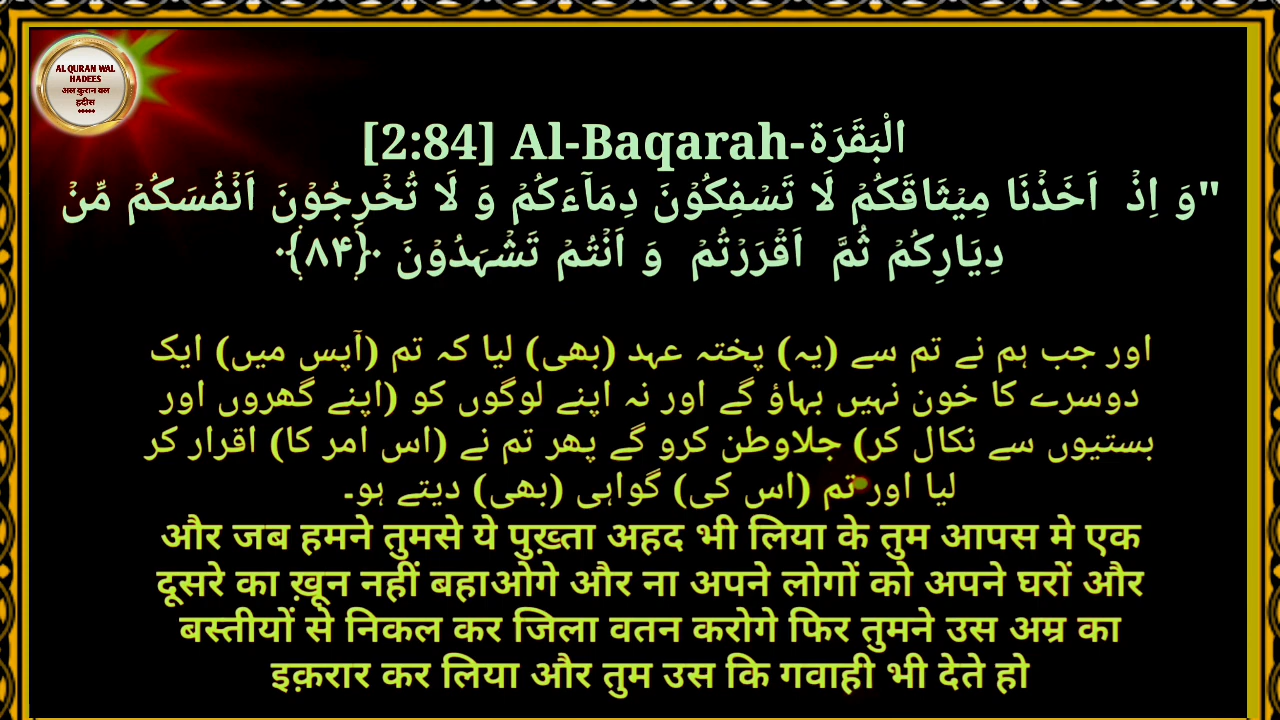 AL QURAN WAL
HADEES
अल कुरान वल
हदीस
*****
[2:84] Al-Baqarah-الْبَقَرَة
"وَ اِذۡ اَخَذۡنَا مِيۡثَاقَكُمۡ لَا تَسۡفِكُوۡنَ دِمَآءَكُمۡ وَ لَا تُخۡرِجُوۡنَ اَنۡفُسَكُمۡ مِّنۡ
دِيَارِكُمۡ ثُمَّ اَقۡرَرۡتُمۡ وَ اَنۡتُمۡ تَشۡهَدُوۡنَ ﴿۸۴﴾
اور جب ہم نے تم سے (یہ) پختہ عہد (بھی) لیا کہ تم (آپس میں) ایک
دوسرے کا خون نہیں بہاؤ گے اور نہ اپنے لوگوں کو (اپنے گھروں اور
بستیوں سے نکال کر) جلاوطن کرو گے پھر تم نے (اس امر کا) اقرار کر
لیا اور تم (اس کی) گواہی (بھی) دیتے ہو۔
और जब हमने तुमसे ये पुख़्ता अहद भी लिया के तुम आपस मे एक
दूसरे का ख़ून नहीं बहाओगे और ना अपने लोगों को अपने घरों और
बस्तीयों से निकल कर जिला वतन करोगे फिर तुमने उस अम्र का
इक़रार कर लिया और तुम उस कि गवाही भी देते हो